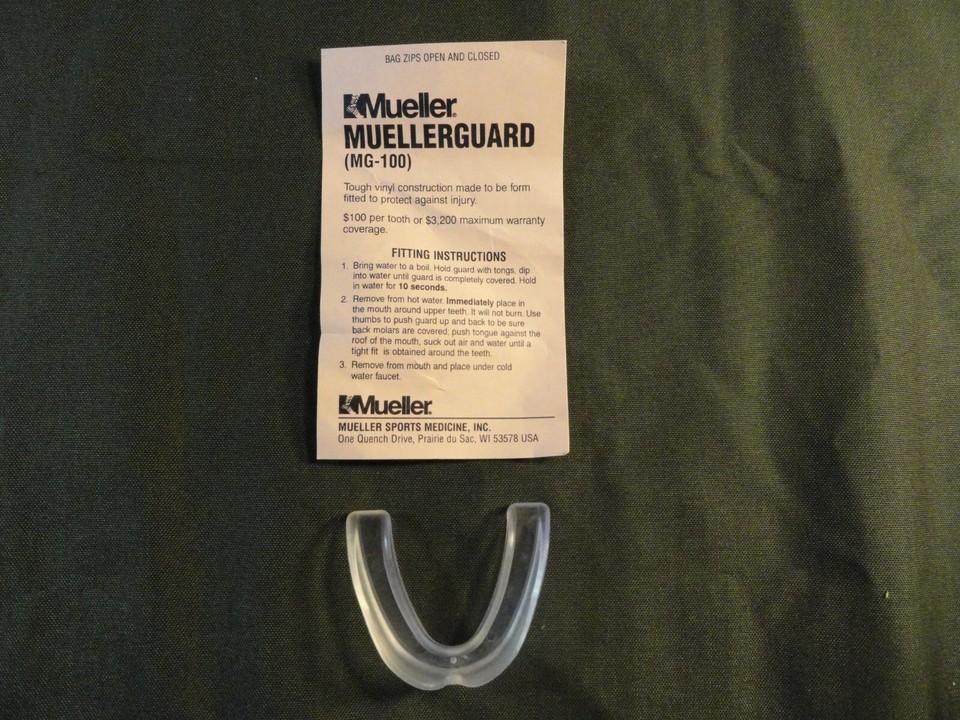 BAG ZIPS OPEN AND CLOSED
Mueller®
MUELLERGUARD
(MG-100)
Tough vinyl construction made to be form
fitted to protect against injury.
$100 per tooth or $3,200 maximum warranty
coverage.
FITTING INSTRUCTIONS
1. Bring water to a boil. Hold guard with tongs, dip
into water until guard is completely covered. Hold
in water for 10 seconds.
2. Remove from hot water. Immediately place in
the mouth around upper teeth. It will not burn. Use
thumbs to push guard up and back to be sure
back molars are covered; push tongue against the
roof of the mouth, suck out air and water until a
tight fit is obtained around the teeth.
3. Remove from mouth and place under cold
water faucet.
Mueller®
MUELLER SPORTS MEDICINE, INC.
One Quench Drive, Prairie du Sac, WI 53578 USA